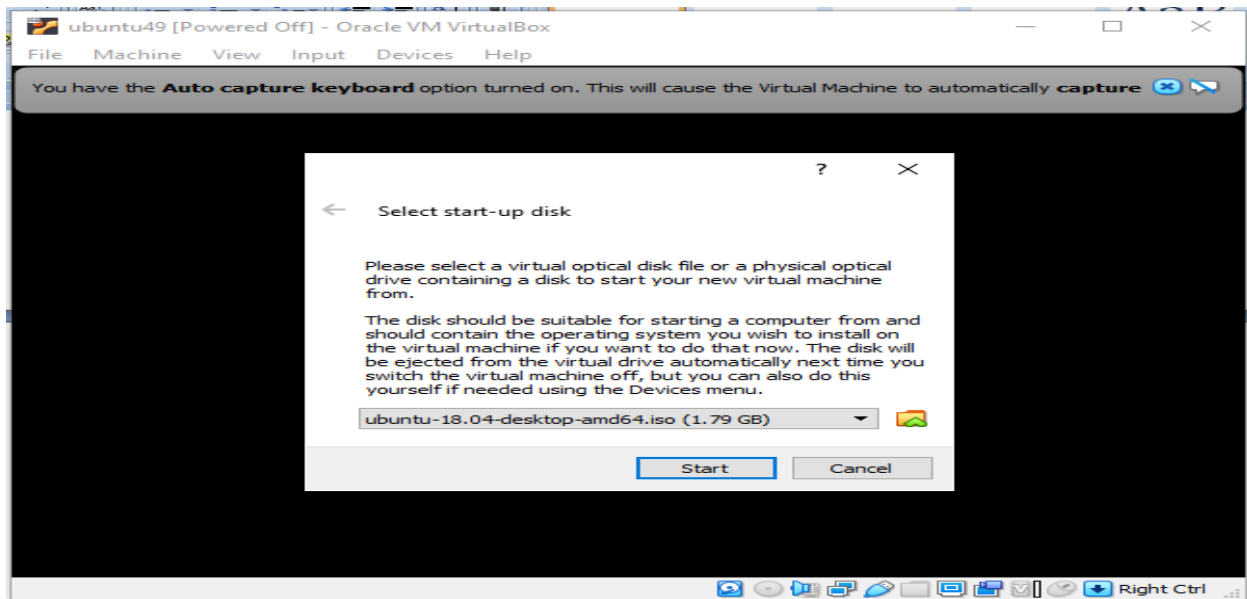 ubuntu49 [Powered Off] - Oracle VM VirtualBox
File Machine View Input Devices Help
You have the Auto capture keyboard option turned on. This will cause the Virtual Machine to automatically capture
?
Select start-up disk
Please select a virtual optical disk file or a physical optical
drive containing a disk to start your new virtual machine
from.
The disk should be suitable for starting a computer from and
should contain the operating system you wish to install on
the virtual machine if you want to do that now. The disk will
be ejected from the virtual drive automatically next time you
switch the virtual machine off, but you can also do this
yourself if needed using the Devices menu.
ubuntu-18.04-desktop-amd64.iso (1.79 GB)
Start Cancel
Right Ctrl